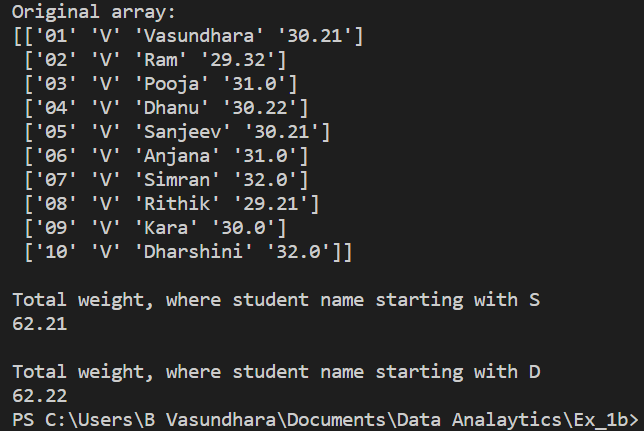 Original array:
[['01' 'V' 'Vasundhara' '30.21']
 ['02' 'V' 'Ram' '29.32']
 ['03' 'V' 'Pooja' '31.0']
 ['04' 'V' 'Dhanu' '30.22']
 ['05' 'V' 'Sanjeev' '30.21']
 ['06' 'V' 'Anjana' '31.0']
 ['07' 'V' 'Simran' '32.0']
 ['08' 'V' 'Rithik' '29.21']
 ['09' 'V' 'Kara' '30.0']
 ['10' 'V' 'Dharshini' '32.0']]
Total weight, where student name starting with S
62.21
Total weight, where student name starting with D
62.22
PS C:\Users\B Vasundhara\Documents\Data Analaytics\Ex_1b>